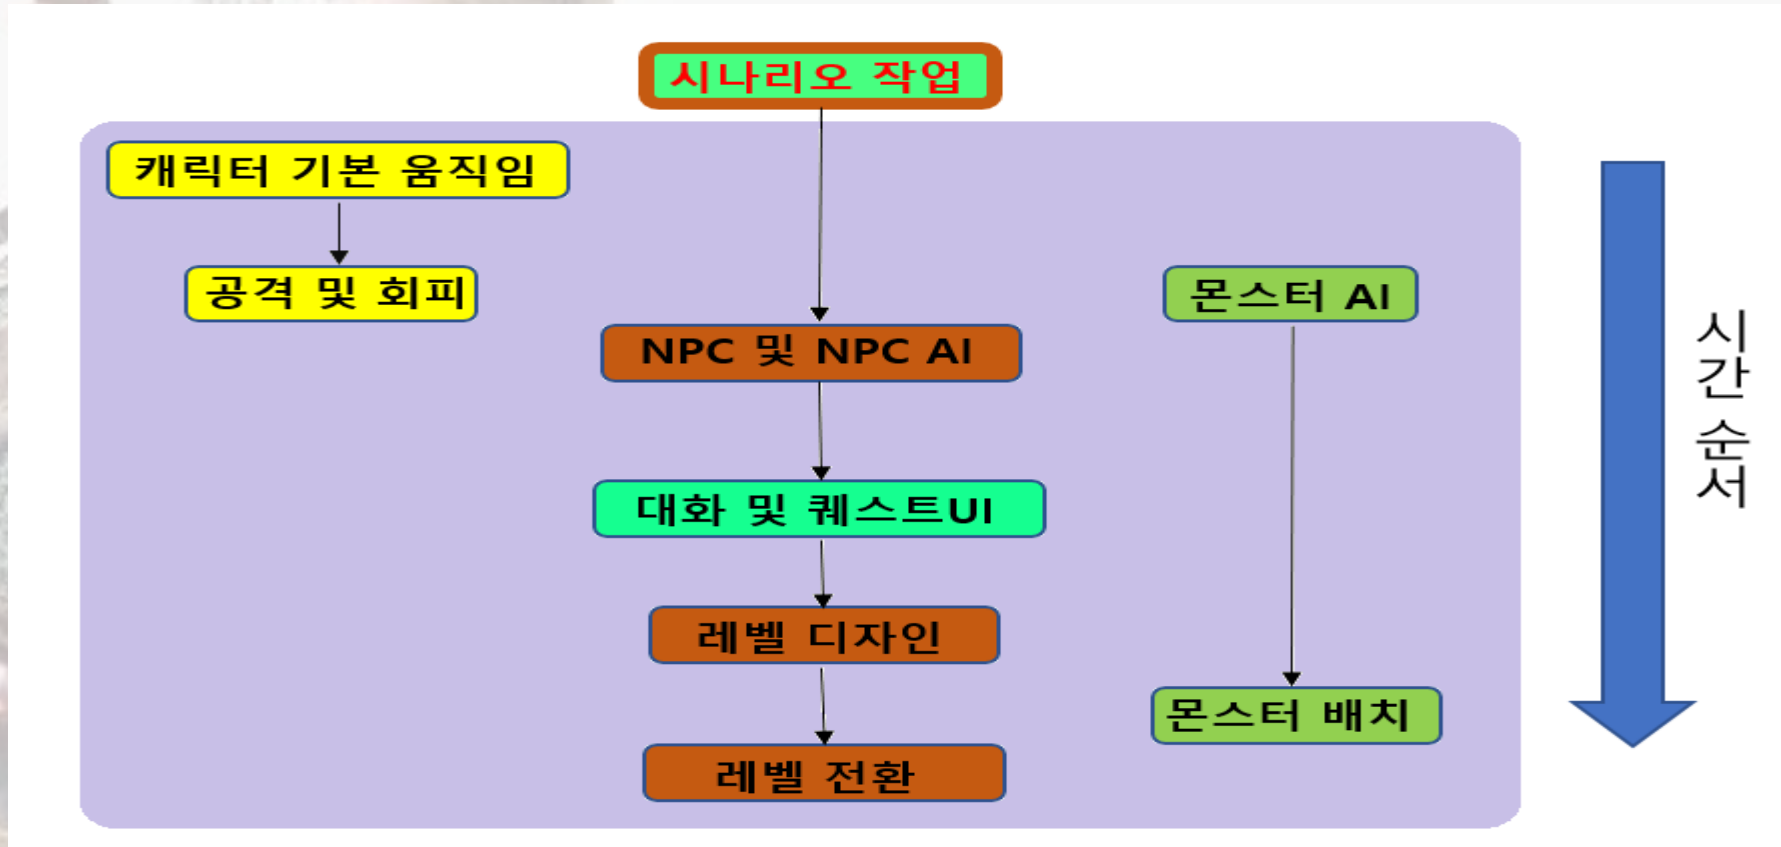 시나리오 작업
캐릭터 기본 움직임
공격 및 회피
몬스터 AI
NPC 및 NPC AI
대화 및 퀘스트UI
레벨 디자인
몬스터 배치
레벨 전환
시간 순서